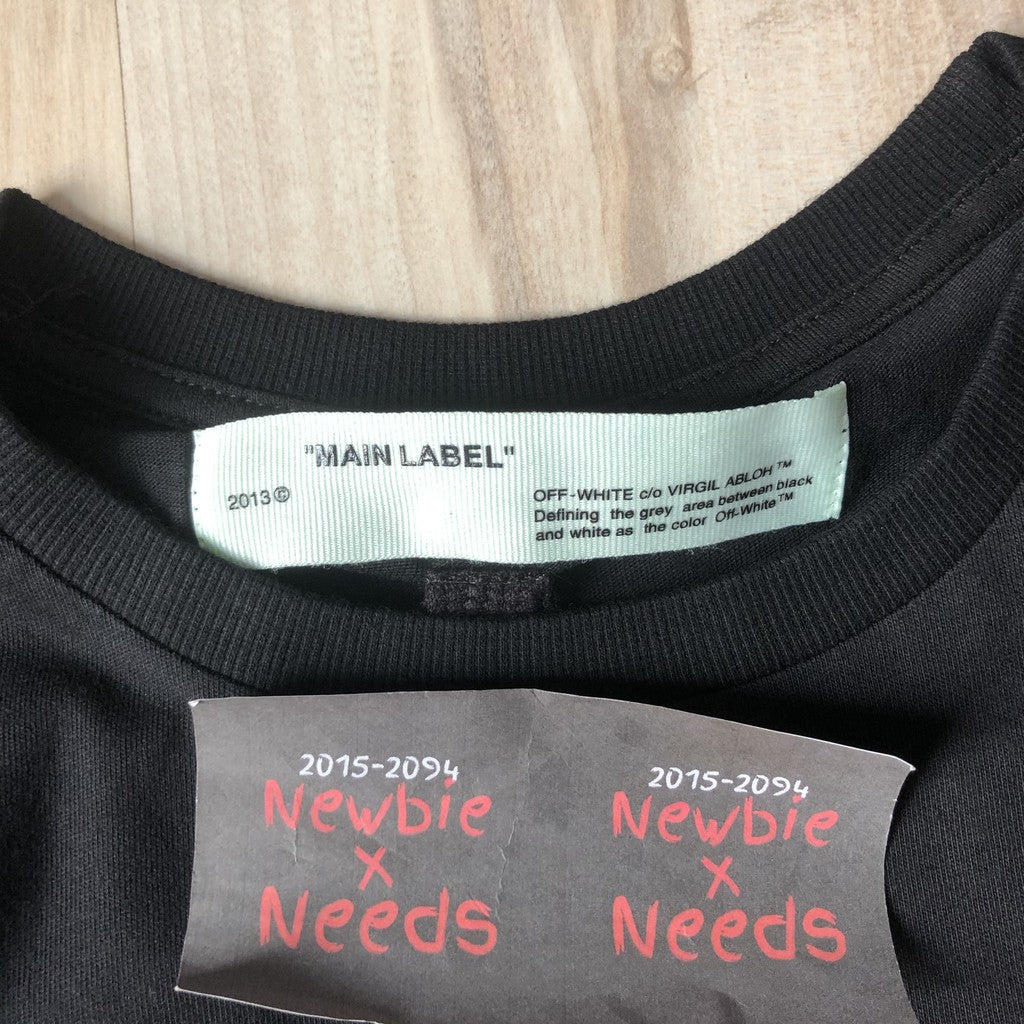 "MAIN LABEL"
2013©
OFF-WHITE c/o VIRGIL ABLOH™
Defining the grey area between black
and white as the color Off-White™
2015-2094
Newbie
x
Needs
2015-2094
Newbie
x
Needs